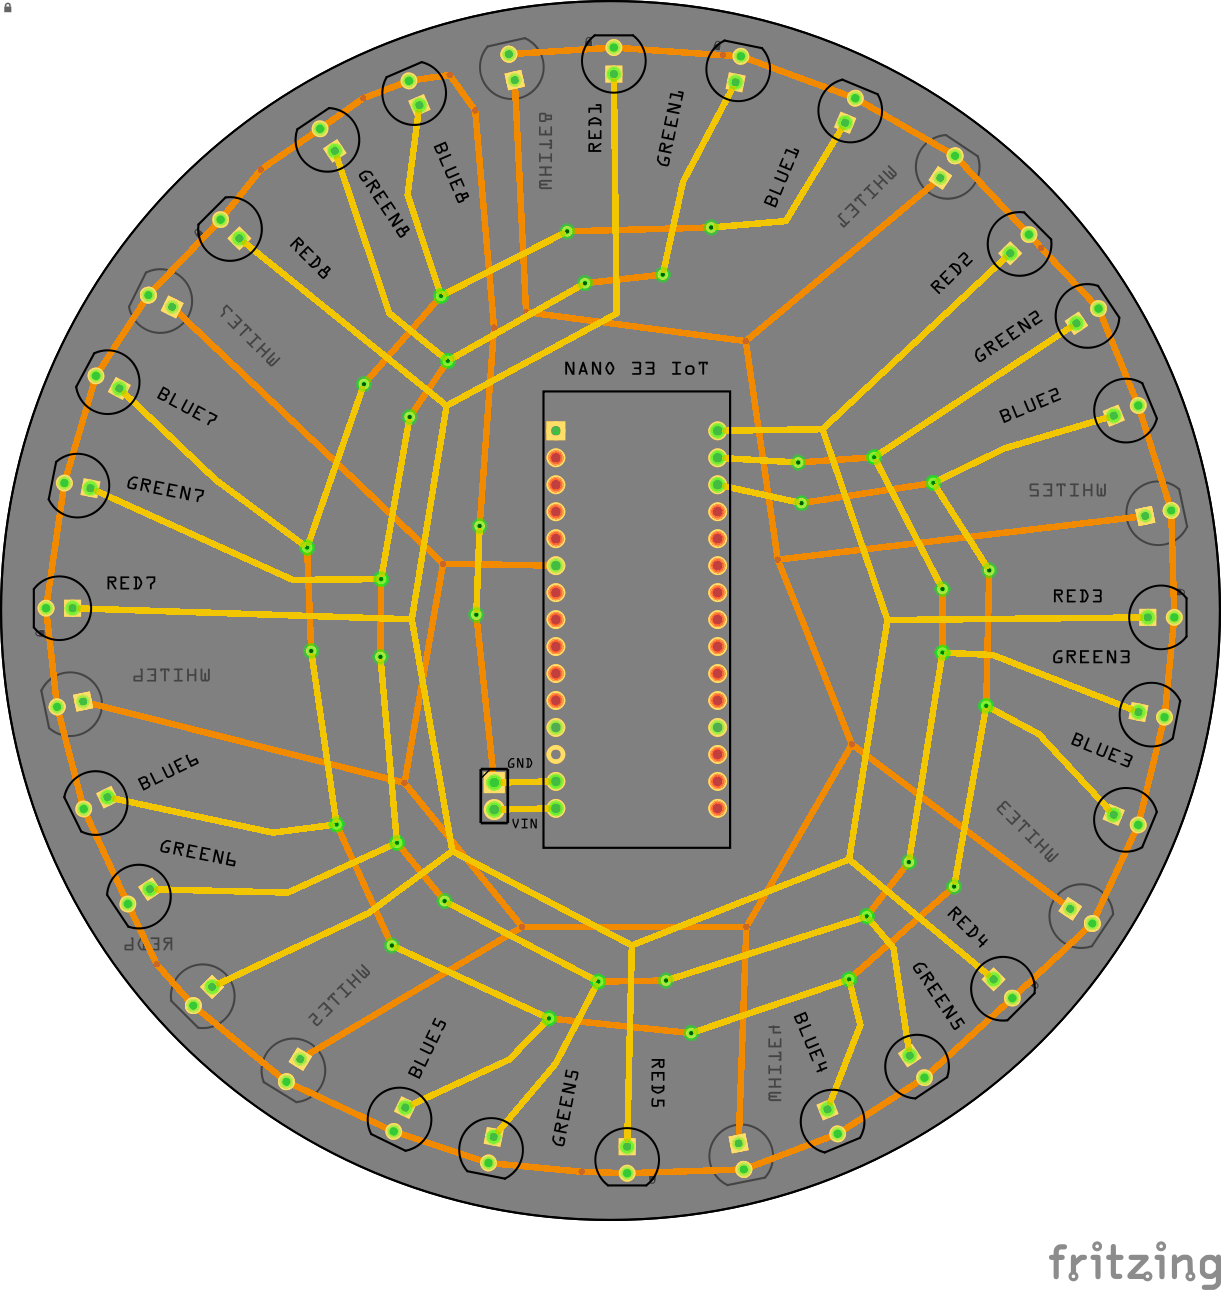 WHITE8
RED1
GREEN1
BLUE1
WHITE1
BLUE8
GREEN8
RED8
RED2
GREEN2
BLUE2
WHITE7
NANO 33 IoT
BLUE7
GREEN7
WHITE2
RED7
RED3
GREEN3
WHITE6
BLUE3
BLUE6
GND
VIN
WHITE3
GREEN6
RED6
RED4
GREEN5
WHITE5
BLUE5
GREEN5
RED5
WHITE4
BLUE4
fritzing